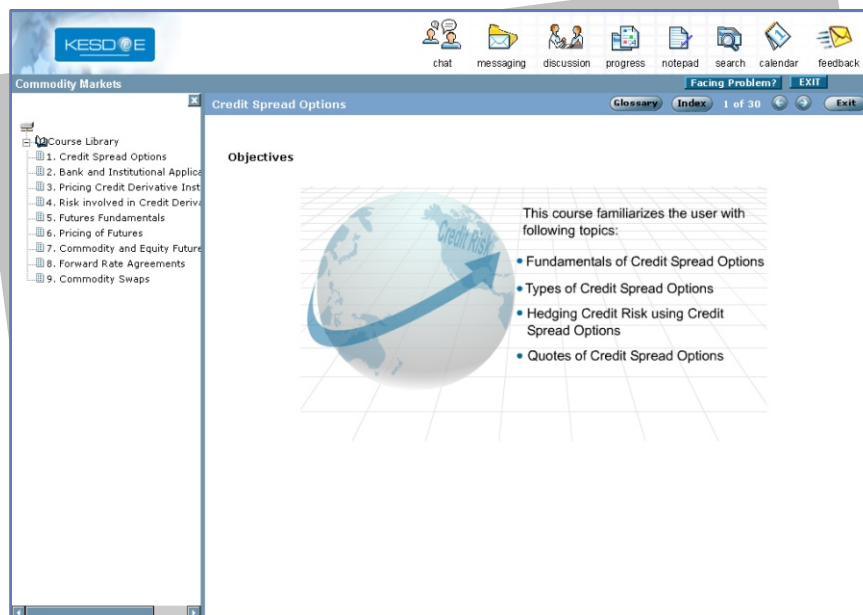 KESDEE
chat messaging discussion progress notepad search calendar feedback
Commodity Markets
Facing Problem? EXIT
Credit Spread Options
Glossary Index 1 of 30 Exit
Course Library
1. Credit Spread Options
2. Bank and Institutional Applica
3. Pricing Credit Derivative Inst
4. Risk involved in Credit Deriva
5. Futures Fundamentals
6. Pricing of Futures
7. Commodity and Equity Future
8. Forward Rate Agreements
9. Commodity Swaps
Objectives
Credit Risk
This course familiarizes the user with
following topics:
• Fundamentals of Credit Spread Options
• Types of Credit Spread Options
• Hedging Credit Risk using Credit
Spread Options
• Quotes of Credit Spread Options